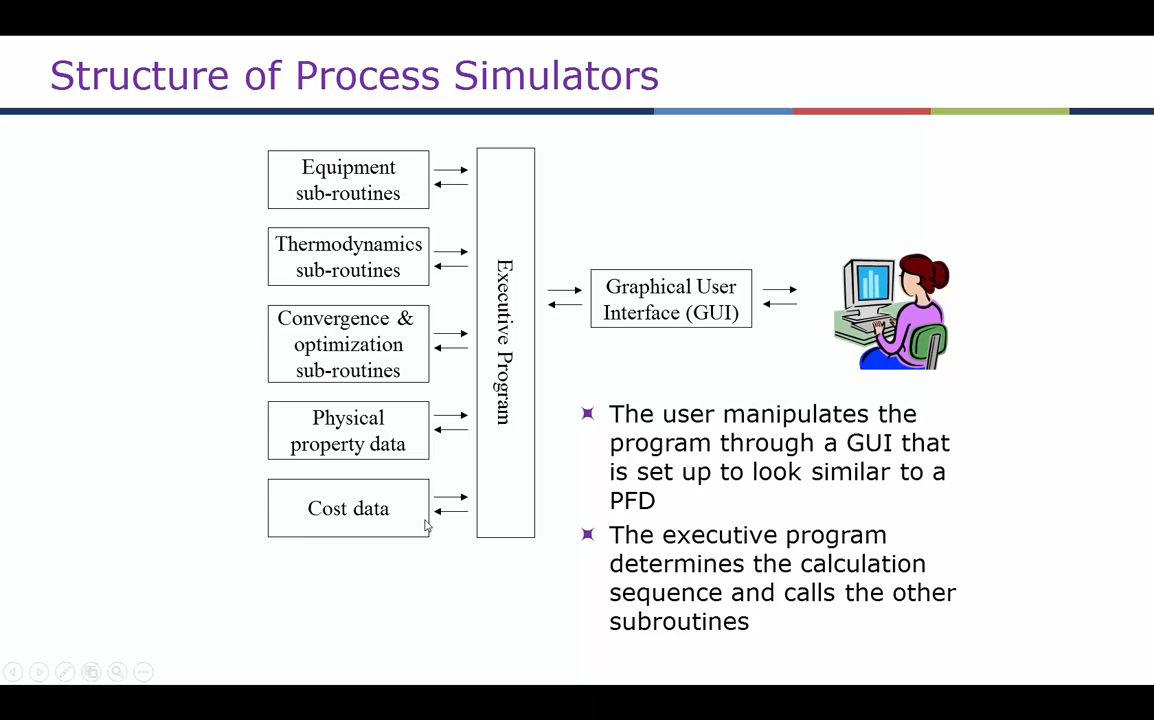 Structure of Process Simulators
Equipment
sub-routines
Thermodynamics
sub-routines
Convergence &
optimization
sub-routines
Physical
property data
Cost data
Executive Program
Graphical User
Interface (GUI)
The user manipulates the
program through a GUI that
is set up to look similar to a
PFD
The executive program
determines the calculation
sequence and calls the other
subroutines